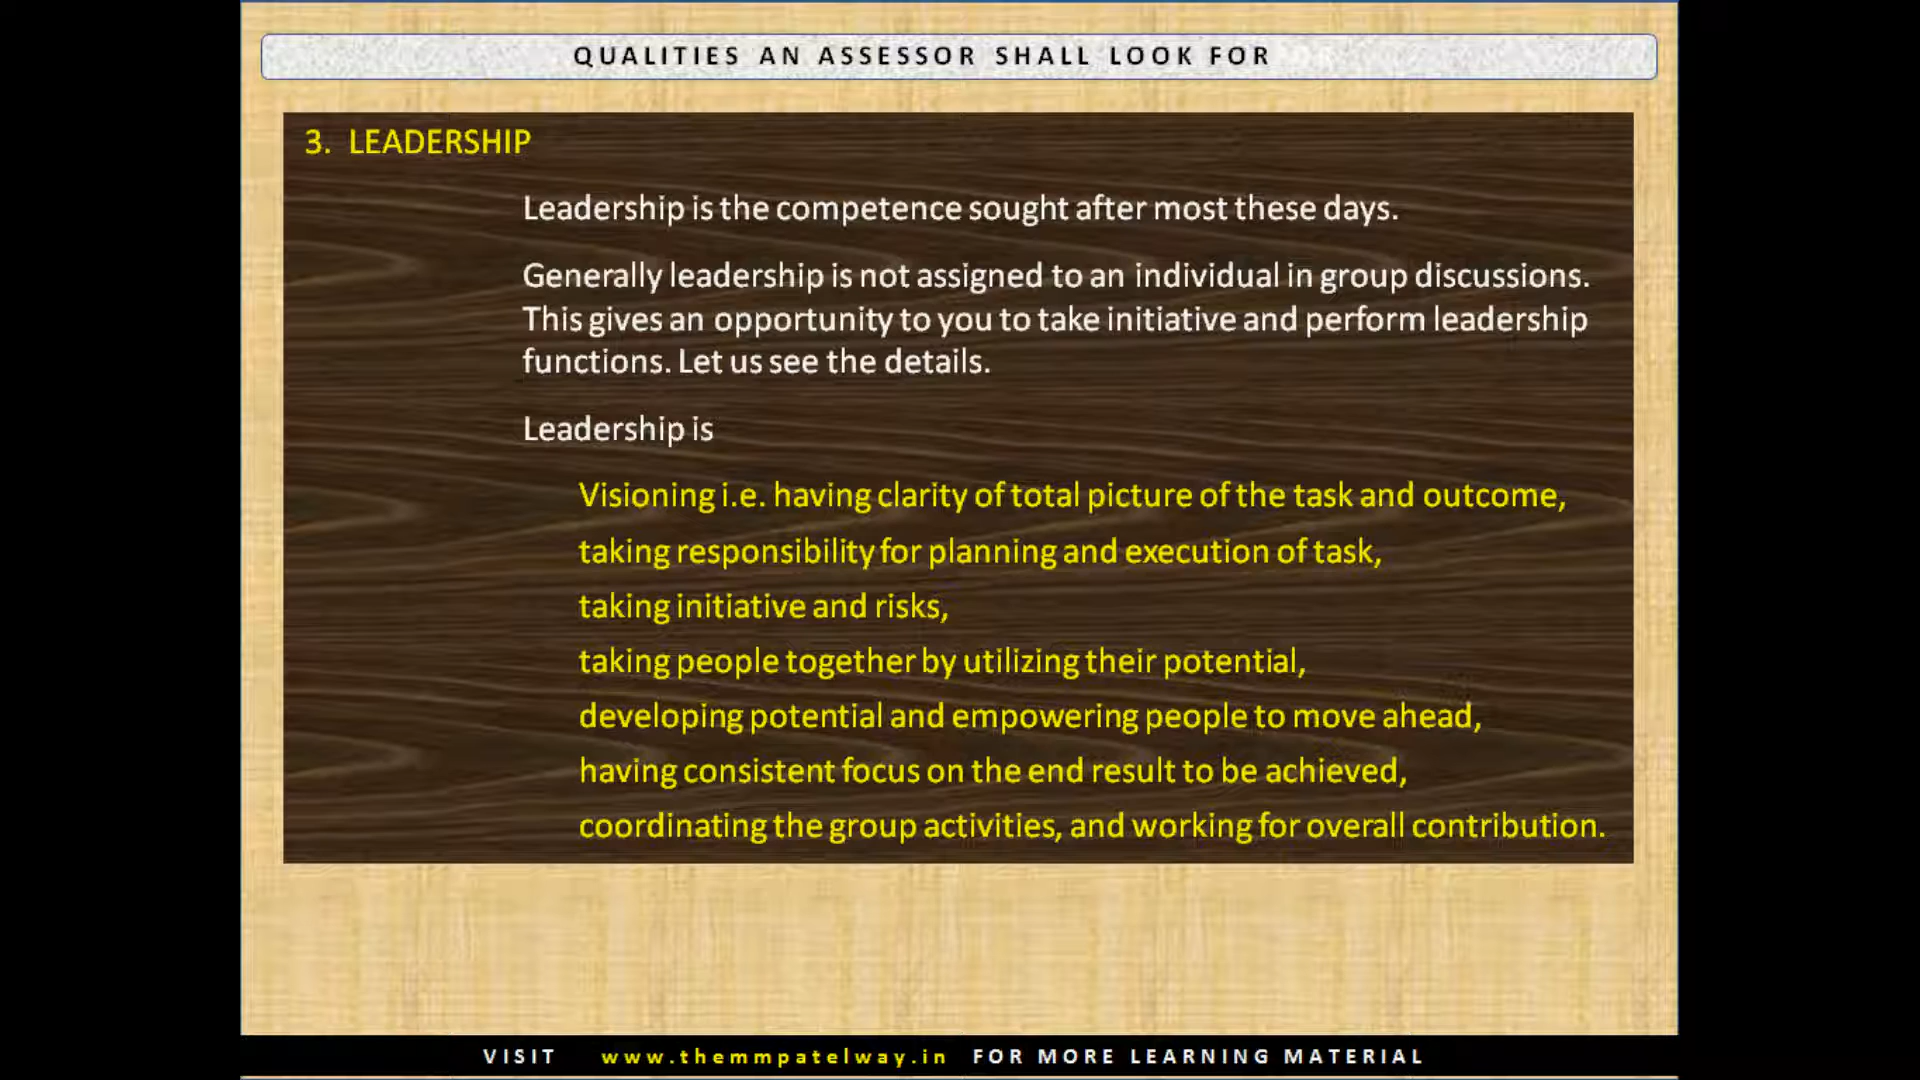 QUALITIES AN ASSESSOR SHALL LOOK FOR
3. LEADERSHIP
Leadership is the competence sought after most these days.
Generally leadership is not assigned to an individual in group discussions.
This gives an opportunity to you to take initiative and perform leadership
functions. Let us see the details.
Leadership is
Visioning i.e. having clarity of total picture of the task and outcome,
taking responsibility for planning and execution of task,
taking initiative and risks,
taking people together by utilizing their potential,
developing potential and empowering people to move ahead,
having consistent focus on the end result to be achieved,
coordinating the group activities, and working for overall contribution.
VISIT www.themmpatelway.in FOR MORE LEARNING MATERIAL